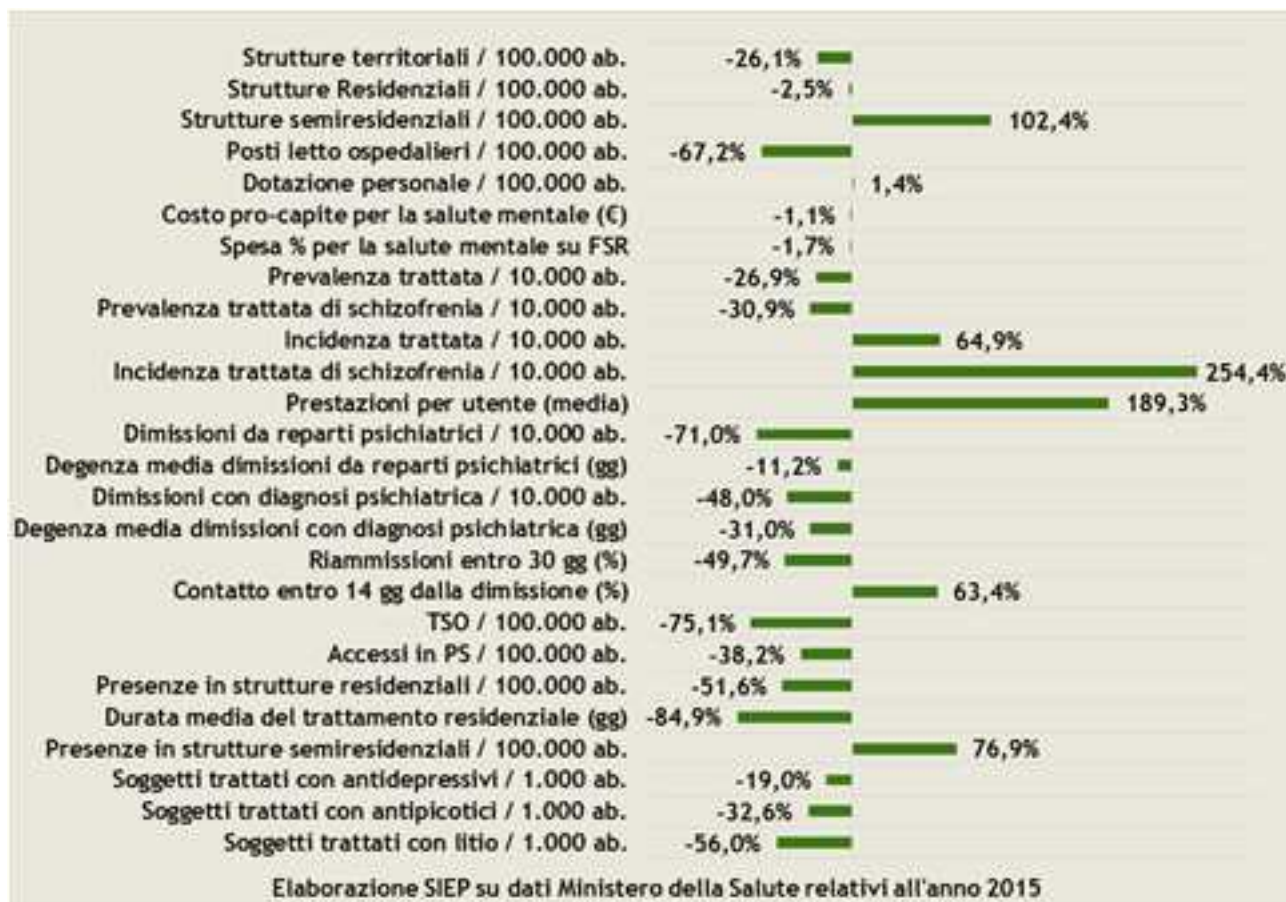 Strutture territoriali / 100.000 ab. -26,1%
Strutture Residenziali / 100.000 ab. -2,5%
Strutture semiresidenziali / 100.000 ab. 102,4%
Posti letto ospedalieri / 100.000 ab. -67,2%
Dotazione personale / 100.000 ab. 1,4%
Costo pro-capite per la salute mentale (€) -1,1%
Spesa % per la salute mentale su FSR -1,7%
Prevalenza trattata / 10.000 ab. -26,9%
Prevalenza trattata di schizofrenia / 10.000 ab. -30,9%
Incidenza trattata / 10.000 ab. 64,9%
Incidenza trattata di schizofrenia / 10.000 ab. 254,4%
Prestazioni per utente (media) 189,3%
Dimissioni da reparti psichiatrici / 10.000 ab. -71,0%
Degenza media dimissioni da reparti psichiatrici (gg) -11,2%
Dimissioni con diagnosi psichiatrica / 10.000 ab. -48,0%
Degenza media dimissioni con diagnosi psichiatrica (gg) -31,0%
Riammissioni entro 30 gg (%) -49,7%
Contatto entro 14 gg dalla dimissione (%) 63,4%
TSO / 100.000 ab. -75,1%
Accessi in PS / 100.000 ab. -38,2%
Presenze in strutture residenziali / 100.000 ab. -51,6%
Durata media del trattamento residenziale (gg) -84,9%
Presenze in strutture semiresidenziali / 100.000 ab. 76,9%
Soggetti trattati con antidepressivi / 1.000 ab. -19,0%
Soggetti trattati con antipicotici / 1.000 ab. -32,6%
Soggetti trattati con litio / 1.000 ab. -56,0%
Elaborazione SIEP su dati Ministero della Salute relativi all'anno 2015